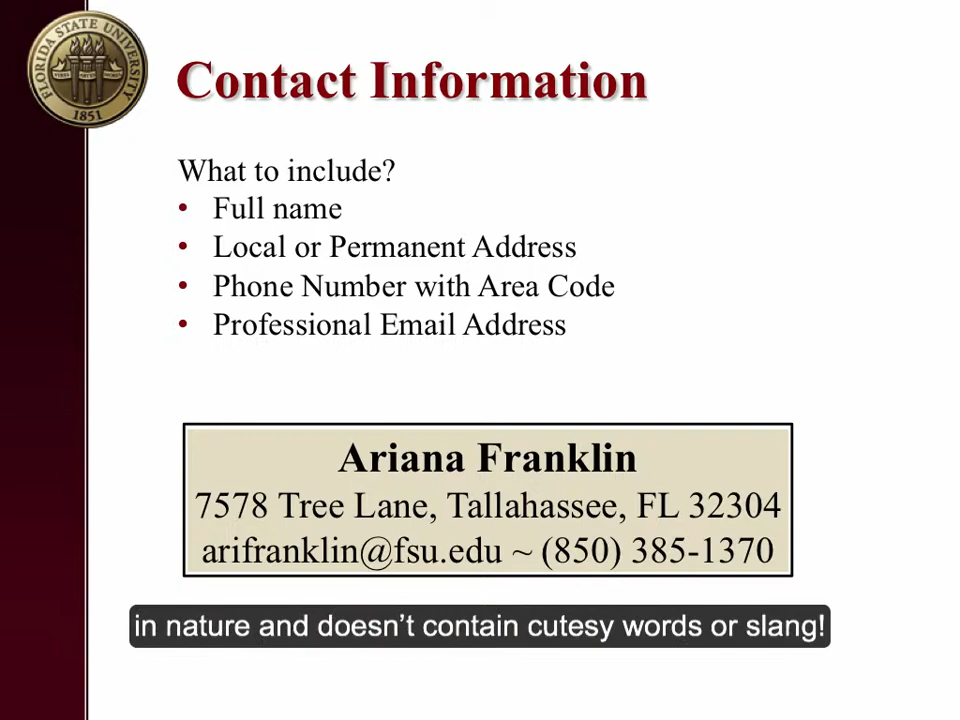 FLORIDA STATE UNIVERSITY
1851
Contact Information
What to include?
• Full name
• Local or Permanent Address
• Phone Number with Area Code
• Professional Email Address
Ariana Franklin
7578 Tree Lane, Tallahassee, FL 32304
arifranklin@fsu.edu ~ (850) 385-1370
in nature and doesn’t contain cutesy words or slang!